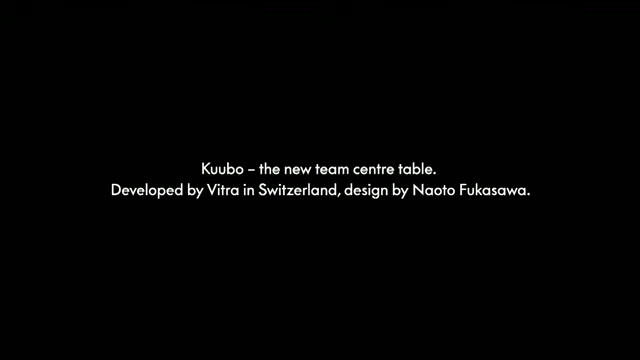 Kuubo – the new team centre table.
Developed by Vitra in Switzerland, design by Naoto Fukasawa.